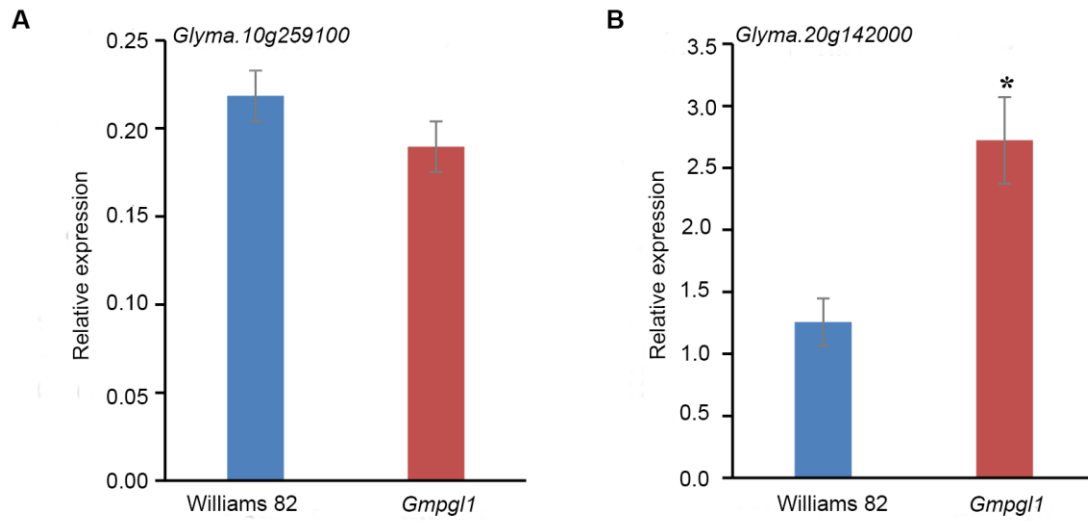 A
Glyma.10g259100
0.25
0.20
0.15
0.10
0.05
0.00
Relative expression
Williams 82
Gmpgl1
B
Glyma.20g142000
3.5
3.0
2.5
2.0
1.5
1.0
0.5
0.0
Relative expression
*
Williams 82
Gmpgl1